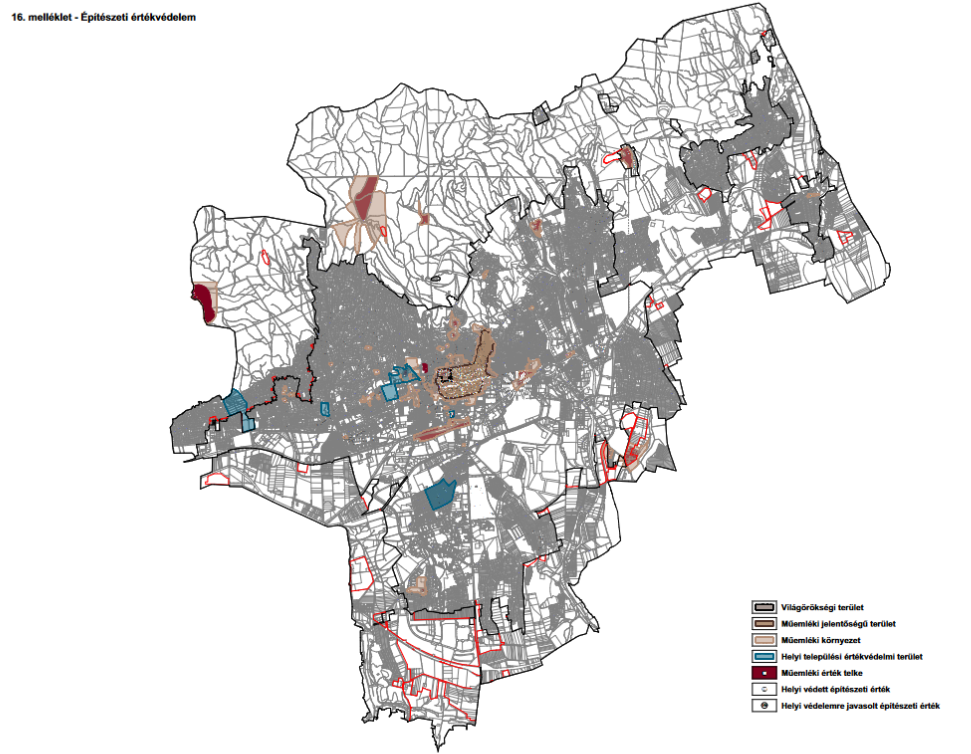 16. melléklet - Építészeti értékvédelem
Világörökségi terület
Műemléki jelentőségű terület
Műemléki környezet
Helyi települési értékvédelmi terület
Műemléki érték telke
Helyi védett építészeti érték
Helyi védelemre javasolt építészeti érték